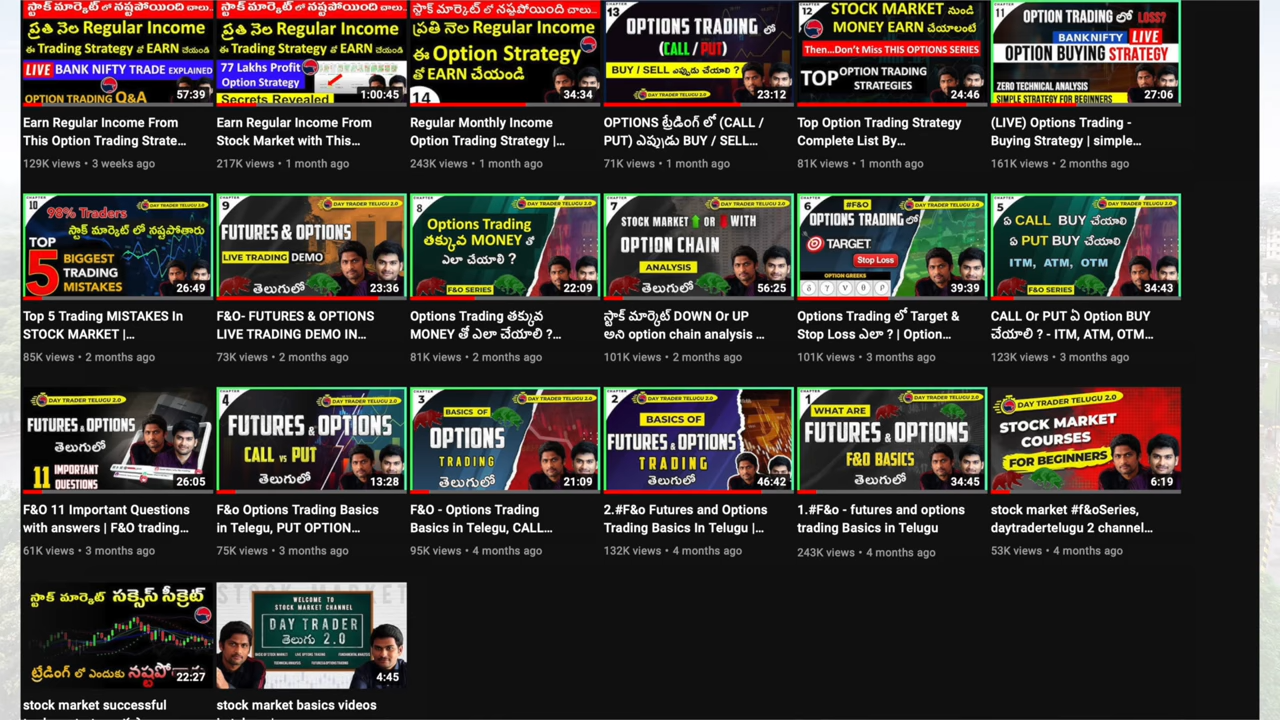 స్టాక్ మార్కెట్ లో నష్టపోయింది చాలు..
ప్రతి నెల Regular Income
ఈ Trading Strategy తో EARN చేయండి
LIVE BANK NIFTY TRADE EXPLAINED
OPTION TRADING Q&A
57:39
Earn Regular Income From
This Option Trading Strate...
129K views • 3 weeks ago
స్టాక్ మార్కెట్ లో నష్టపోయింది చాలు..
ప్రతి నెల Regular Income
ఈ Trading Strategy తో EARN చేయండి
77 Lakhs Profit
Option Strategy
Secrets Revealed
1:00:45
Earn Regular Income From
Stock Market with This...
217K views • 1 month ago
స్టాక్ మార్కెట్ లో నష్టపోయింది చాలు..
ప్రతి నెల Regular Income
ఈ Option Strategy
తో EARN చేయండి
14
34:34
Regular Monthly Income
Option Trading Strategy |...
243K views • 1 month ago
13
OPTIONS TRADING లో
(CALL / PUT)
BUY / SELL ఎప్పుడు చేయాలి ?
DAY TRADER TELUGU 2.0
23:12
OPTIONS ట్రేడింగ్ లో (CALL /
PUT) ఎప్పుడు BUY / SELL...
71K views • 1 month ago
12
STOCK MARKET నుండి
MONEY EARN చేయాలంటే
Then...Don't Miss THIS OPTIONS SERIES
TOP OPTION TRADING
STRATEGIES
24:46
Top Option Trading Strategy
Complete List By...
81K views • 1 month ago
11
OPTION TRADING లో LOSS?
BANKNIFTY LIVE
OPTION BUYING STRATEGY
ZERO TECHNICAL ANALYSIS
SIMPLE STRATEGY FOR BEGINNERS
27:06
(LIVE) Options Trading -
Buying Strategy | simple...
161K views • 2 months ago
CHAPTER
10
DAY TRADER TELUGU 2.0
98% Traders
స్టాక్ మార్కెట్ లో నష్టపోతారు
TOP
5
BIGGEST
TRADING
MISTAKES
26:49
Top 5 Trading MISTAKES In
STOCK MARKET |...
85K views • 2 months ago
CHAPTER
9
DAY TRADER TELUGU 2.0
FUTURES & OPTIONS
LIVE TRADING DEMO
తెలుగులో
23:36
F&O- FUTURES & OPTIONS
LIVE TRADING DEMO IN...
73K views • 2 months ago
CHAPTER
8
DAY TRADER TELUGU 2.0
Options Trading
తక్కువ MONEY తో
ఎలా చేయాలి ?
F&O SERIES
22:09
Options Trading తక్కువ
MONEY తో ఎలా చేయాలి ?...
81K views • 2 months ago
CHAPTER
7
DAY TRADER TELUGU 2.0
STOCK MARKET OR WITH
OPTION CHAIN
ANALYSIS
తెలుగులో
56:25
స్టాక్ మార్కెట్ DOWN Or UP
అని option chain analysis ...
101K views • 2 months ago
CHAPTER
6
#F&O
DAY TRADER TELUGU 2.0
OPTIONS TRADING లో
TARGET
Stop Loss
OPTION GREEKS
δ γ ν θ ρ
39:39
Options Trading లో Target &
Stop Loss ఎలా ? | Option...
101K views • 3 months ago
CHAPTER
5
DAY TRADER TELUGU 2.0
ఏ CALL BUY చేయాలి
ఏ PUT BUY చేయాలి
ITM, ATM, OTM
F&O SERIES
34:43
CALL Or PUT ఏ Option BUY
చేయాలి ? - ITM, ATM, OTM...
123K views • 3 months ago
DAY TRADER TELUGU 2.0
FUTURES & OPTIONS
తెలుగులో
11 IMPORTANT
QUESTIONS
26:05
F&O 11 Important Questions
with answers | F&O trading...
61K views • 3 months ago
CHAPTER
4
DAY TRADER TELUGU 2.0
FUTURES & OPTIONS
CALL vs PUT
తెలుగులో
13:28
F&o Options Trading Basics
in Telegu, PUT OPTION...
75K views • 3 months ago
CHAPTER
3
DAY TRADER TELUGU 2.0
BASICS OF
OPTIONS
TRADING
తెలుగులో
21:09
F&O - Options Trading
Basics in Telegu, CALL...
95K views • 4 months ago
CHAPTER
2
DAY TRADER TELUGU 2.0
BASICS OF
FUTURES & OPTIONS
TRADING
తెలుగులో
46:42
2.#F&o Futures and Options
Trading Basics In Telugu |...
132K views • 4 months ago
CHAPTER
1
DAY TRADER TELUGU 2.0
WHAT ARE
FUTURES & OPTIONS
F&O BASICS
తెలుగులో
34:45
1.#F&o - futures and options
trading Basics in Telugu
243K views • 4 months ago
DAY TRADER TELUGU 2.0
STOCK MARKET
COURSES
FOR BEGINNERS
6:19
stock market #f&oSeries,
daytradertelugu 2 channel...
53K views • 4 months ago
స్టాక్ మార్కెట్ సక్సెస్ సీక్రెట్
ట్రేడింగ్ లో ఎందుకు
22:27
stock market successful
WELCOME TO
STOCK MARKET CHANNEL
DAY TRADER
తెలుగు 2.0
4:45
stock market basics videos